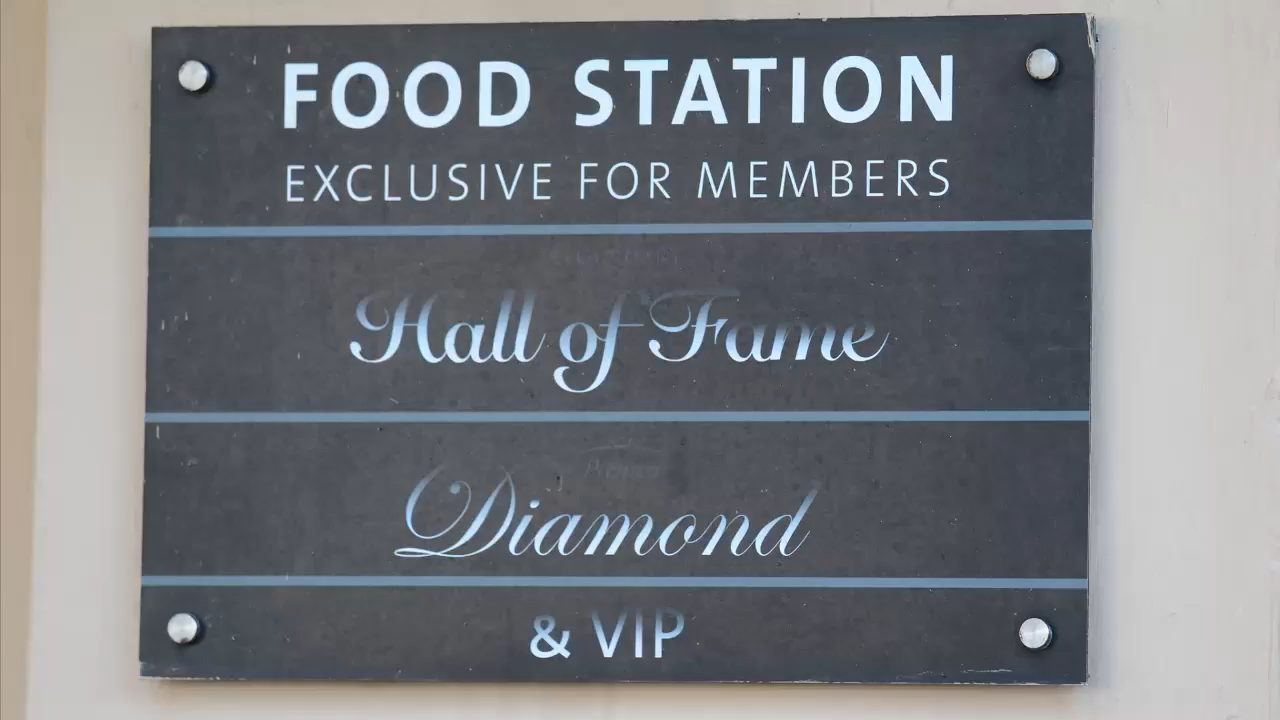 FOOD STATION
EXCLUSIVE FOR MEMBERS
Hall of Fame
Diamond
& VIP